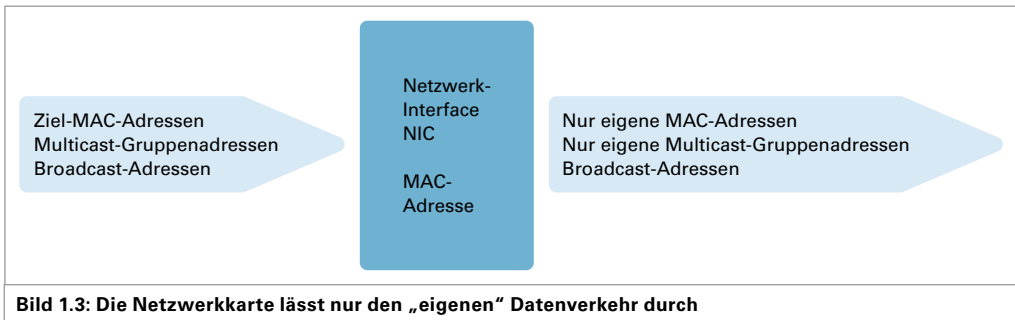 Ziel-MAC-Adressen
Multicast-Gruppenadressen
Broadcast-Adressen
Netzwerk-
Interface
NIC
MAC-
Adresse
Nur eigene MAC-Adressen
Nur eigene Multicast-Gruppenadressen
Broadcast-Adressen
Bild 1.3: Die Netzwerkkarte lässt nur den „eigenen“ Datenverkehr durch